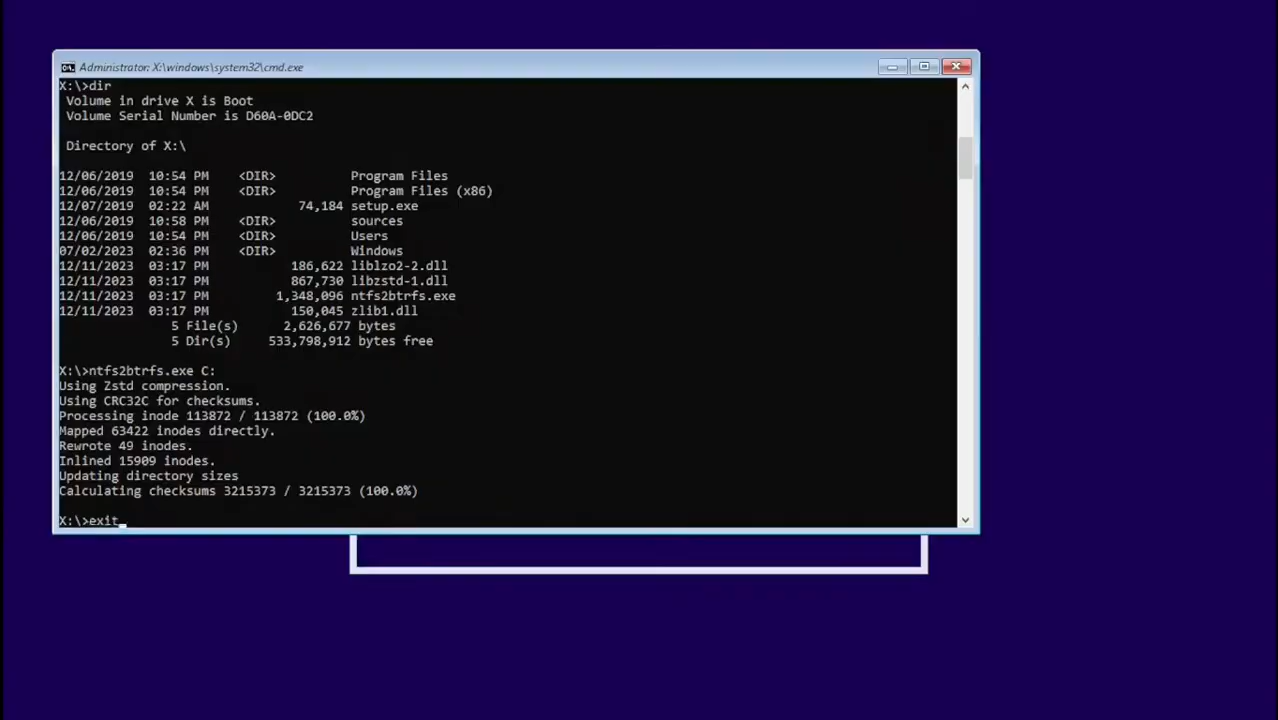 Administrator: X:\windows\system32\cmd.exe
X:\>dir
Volume in drive X is Boot
Volume Serial Number is D60A-0DC2
Directory of X:\
12/06/2019  10:54 PM    <DIR>          Program Files
12/06/2019  10:54 PM    <DIR>          Program Files (x86)
12/07/2019  02:22 AM            74,184 setup.exe
12/06/2019  10:58 PM    <DIR>          sources
12/06/2019  10:54 PM    <DIR>          Users
07/02/2023  02:36 PM    <DIR>          Windows
12/11/2023  03:17 PM           186,622 liblzo2-2.dll
12/11/2023  03:17 PM           867,730 libzstd-1.dll
12/11/2023  03:17 PM         1,348,096 ntfs2btrfs.exe
12/11/2023  03:17 PM           150,045 zlib1.dll
5 File(s)      2,626,677 bytes
5 Dir(s)    533,798,912 bytes free
X:\>ntfs2btrfs.exe C:
Using Zstd compression.
Using CRC32C for checksums.
Processing inode 113872 / 113872 (100.0%)
Mapped 63422 inodes directly.
Rewrote 49 inodes.
Inlined 15909 inodes.
Updating directory sizes
Calculating checksums 3215373 / 3215373 (100.0%)
X:\>exit_